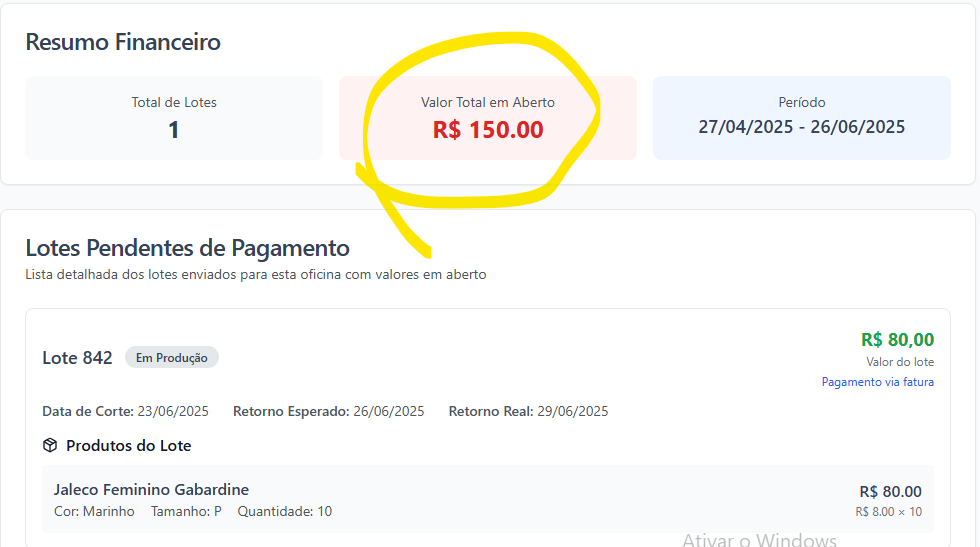 Resumo Financeiro
Total de Lotes
1
Valor Total em Aberto
R$ 150.00
Período
27/04/2025 - 26/06/2025
Lotes Pendentes de Pagamento
Lista detalhada dos lotes enviados para esta oficina com valores em aberto
Lote 842 Em Produção
R$ 80,00
Valor do lote
Pagamento via fatura
Data de Corte: 23/06/2025 Retorno Esperado: 26/06/2025 Retorno Real: 29/06/2025
Produtos do Lote
Jaleco Feminino Gabardine
Cor: Marinho Tamanho: P Quantidade: 10
R$ 80.00
R$ 8.00 × 10
Ativar o Windows